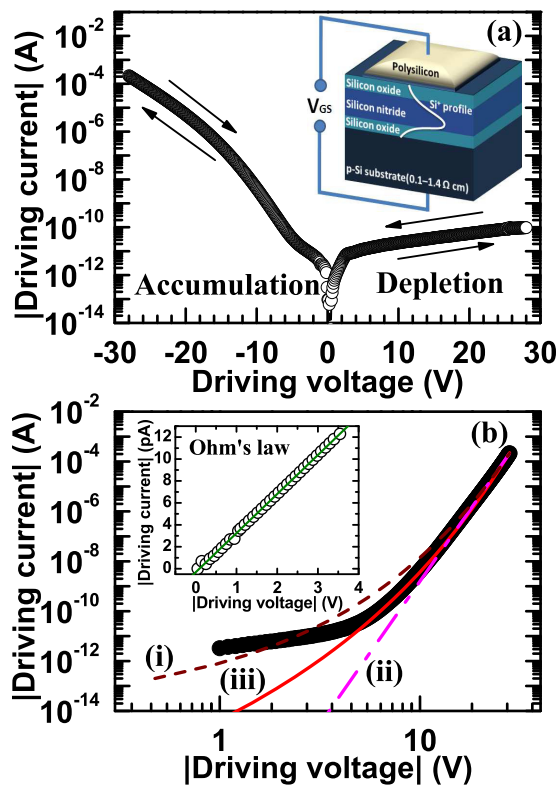 (a)
|Driving current| (A)
10⁻²
10⁻⁴
10⁻⁶
10⁻⁸
10⁻¹⁰
10⁻¹²
10⁻¹⁴
Polysilicon
Silicon oxide
Silicon nitride
Si⁺ profile
Silicon oxide
V_GS
p-Si substrate(0.1–1.4 Ω cm)
Accumulation
Depletion
-30 -20 -10 0 10 20 30
Driving voltage (V)
(b)
|Driving current| (A)
10⁻²
10⁻⁴
10⁻⁶
10⁻⁸
10⁻¹⁰
10⁻¹²
10⁻¹⁴
|Driving current| (pA)
12
10
8
6
4
2
0
Ohm's law
0 1 2 3 4
|Driving voltage| (V)
(i)
(iii)
(ii)
1 10
|Driving voltage| (V)